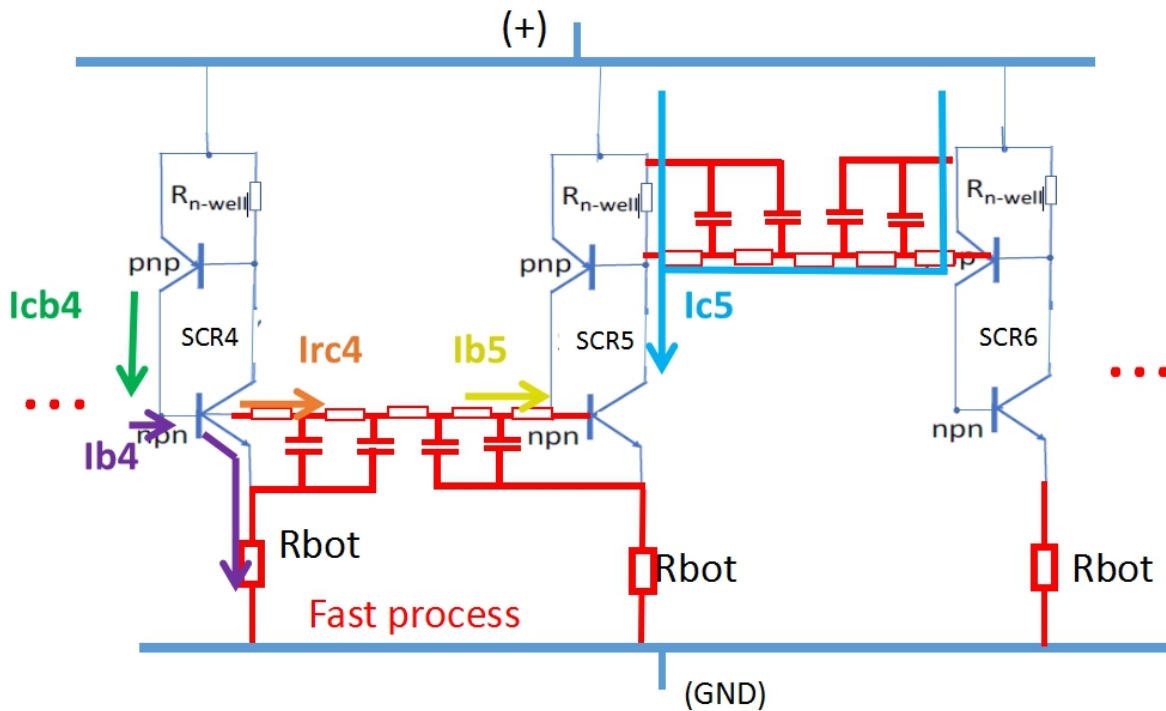 (+)
Rn-well
Rn-well
Rn-well
pnp
pnp
pnp
Icb4
SCR4
Irc4
Ib5
SCR5
Ic5
SCR6
...
...
npn
npn
npn
Ib4
Rbot
Rbot
Rbot
Fast process
(GND)